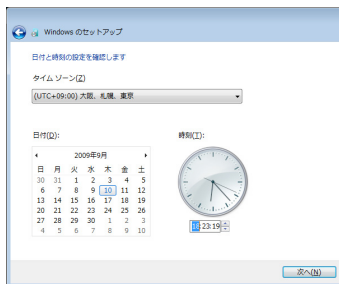 Windows のセットアップ
日付と時刻の設定を確認します
タイム ゾーン(Z)
(UTC+09:00) 大阪、札幌、東京
日付(D):
時刻(T):
2009年9月
日 月 火 水 木 金 土
30 31 1 2 3 4 5
6 7 8 9 10 11 12
13 14 15 16 17 18 19
20 21 22 23 24 25 26
27 28 29 30 1 2 3
4 5 6 7 8 9 10
:23:19
次へ(N)